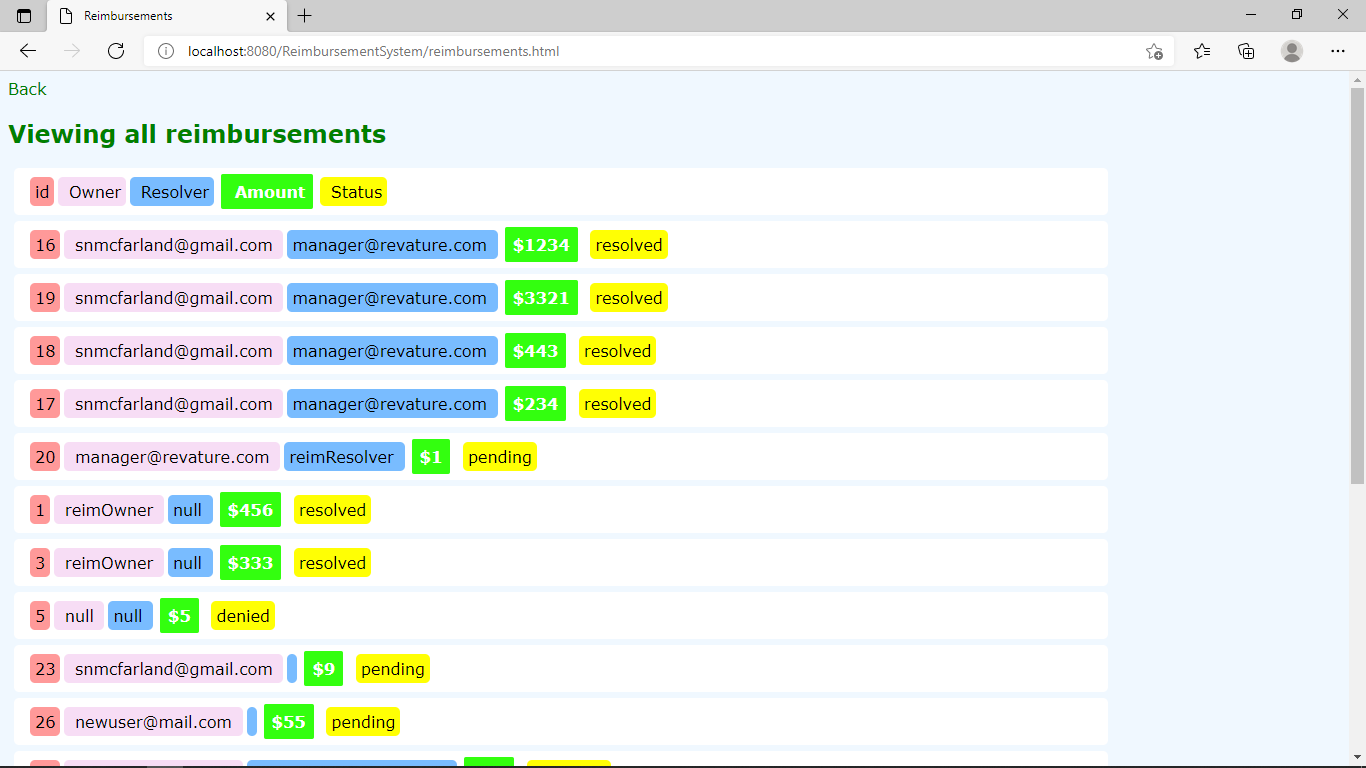 Reimbursements
localhost:8080/ReimbursementSystem/reimbursements.html
Back
Viewing all reimbursements
id Owner Resolver Amount Status
16 snmcfarland@gmail.com manager@revature.com $1234 resolved
19 snmcfarland@gmail.com manager@revature.com $3321 resolved
18 snmcfarland@gmail.com manager@revature.com $443 resolved
17 snmcfarland@gmail.com manager@revature.com $234 resolved
20 manager@revature.com reimResolver $1 pending
1 reimOwner null $456 resolved
3 reimOwner null $333 resolved
5 null null $5 denied
23 snmcfarland@gmail.com $9 pending
26 newuser@mail.com $55 pending